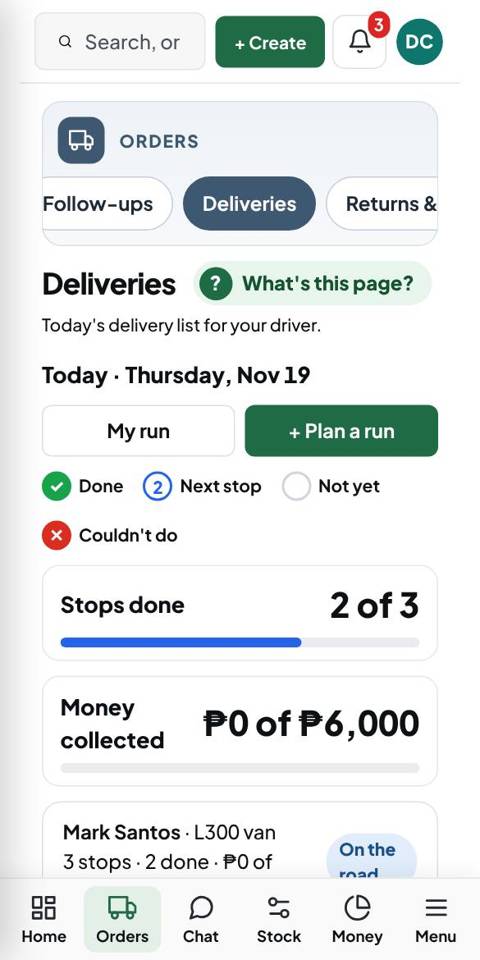 Search, or
+ Create
3
DC
ORDERS
Follow-ups
Deliveries
Returns &
Deliveries
? What's this page?
Today's delivery list for your driver.
Today · Thursday, Nov 19
My run
+ Plan a run
Done
2 Next stop
Not yet
Couldn't do
Stops done
2 of 3
Money
collected
₱0 of ₱6,000
Mark Santos · L300 van
3 stops · 2 done · ₱0 of
On the
road
Home
Orders
Chat
Stock
Money
Menu